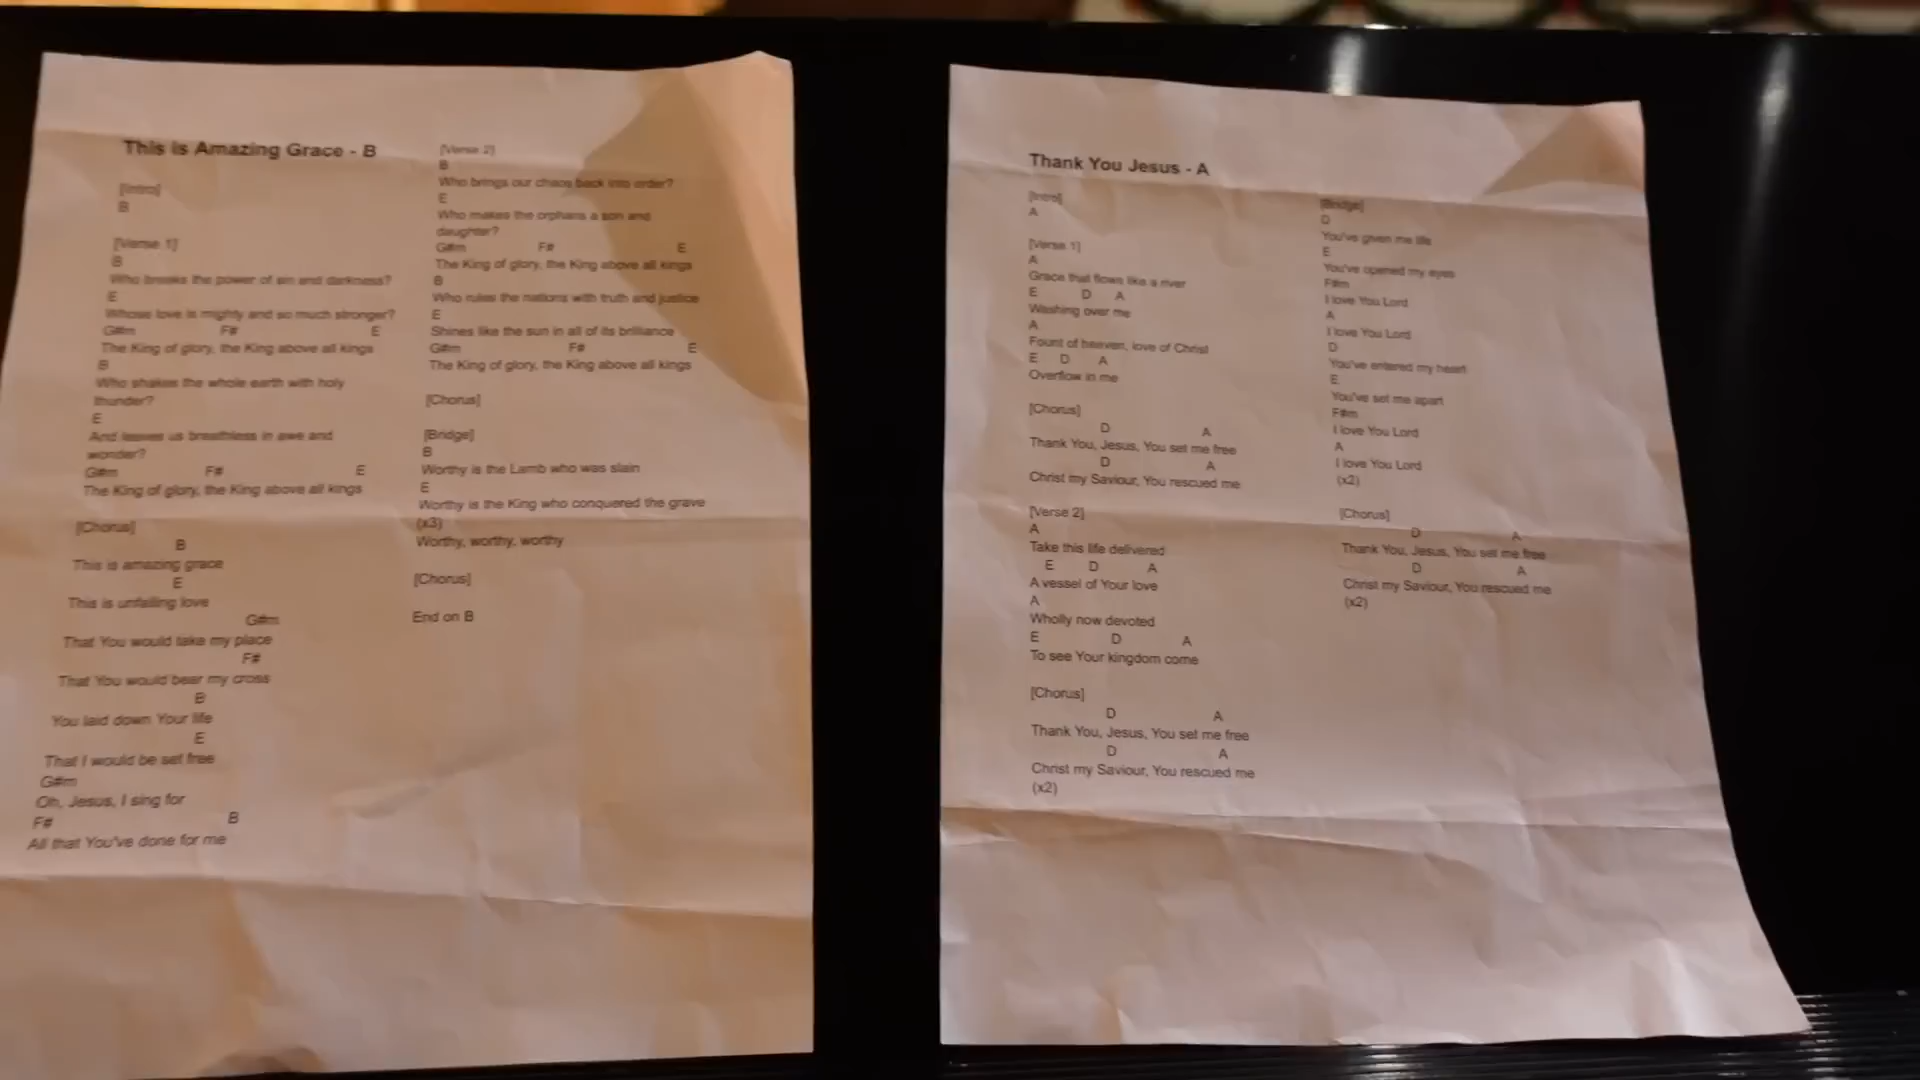 This is Amazing Grace - B
[Intro]
B
[Verse 1]
B
Who breaks the power of sin and darkness?
E
Whose love is mighty and so much stronger?
G#m F# E
The King of glory, the King above all kings
B
Who shakes the whole earth with holy
thunder?
E
And leaves us breathless in awe and
wonder?
G#m F# E
The King of glory, the King above all kings
[Chorus]
B
This is amazing grace
E
This is unfailing love
G#m
That You would take my place
F#
That You would bear my cross
B
You laid down Your life
E
That I would be set free
G#m
Oh, Jesus, I sing for
F# B
All that You've done for me
[Verse 2]
B
Who brings our chaos back into order?
E
Who makes the orphans a son and
daughter?
G#m F# E
The King of glory, the King above all kings
B
Who rules the nations with truth and justice
E
Shines like the sun in all of its brilliance
G#m F# E
The King of glory, the King above all kings
[Chorus]
[Bridge]
B
Worthy is the Lamb who was slain
E
Worthy is the King who conquered the grave
(x3)
Worthy, worthy, worthy
[Chorus]
End on B
Thank You Jesus - A
[Intro]
A
[Verse 1]
A
Grace that flows like a river
E D A
Washing over me
A
Fount of heaven, love of Christ
E D A
Overflow in me
[Chorus]
D A
Thank You, Jesus, You set me free
D A
Christ my Saviour, You rescued me
[Verse 2]
A
Take this life delivered
E D A
A vessel of Your love
A
Wholly now devoted
E D A
To see Your kingdom come
[Chorus]
D A
Thank You, Jesus, You set me free
D A
Christ my Saviour, You rescued me
(x2)
[Bridge]
D
You've given me life
E
You've opened my eyes
F#m
I love You Lord
A
I love You Lord
D
You've entered my heart
E
You've set me apart
F#m
I love You Lord
A
I love You Lord
(x2)
[Chorus]
D A
Thank You, Jesus, You set me free
D A
Christ my Saviour, You rescued me
(x2)